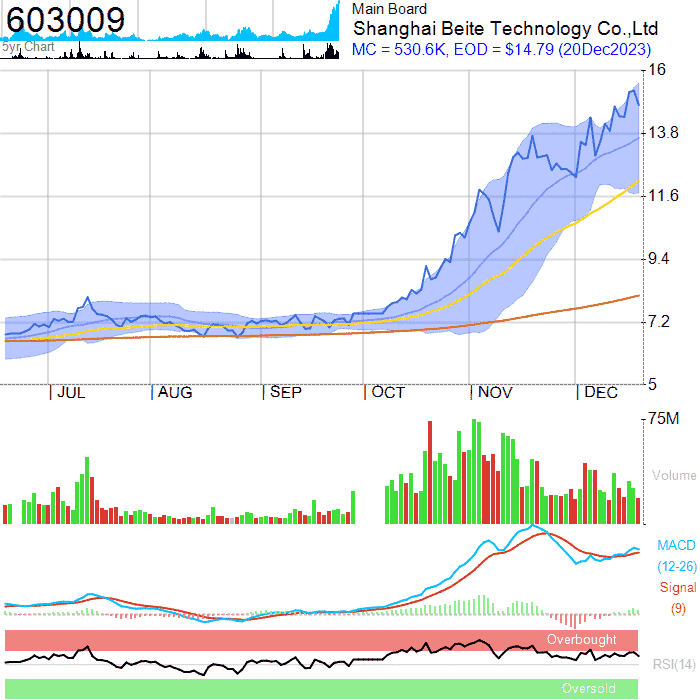 603009
5yr Chart
Main Board
Shanghai Beite Technology Co.,Ltd
MC = 530.6K, EOD = $14.79 (20Dec2023)
16
13.8
11.6
9.4
7.2
5
JUL AUG SEP OCT NOV DEC
75M
Volume
MACD
(12-26)
Signal
(9)
Overbought
RSI(14)
Oversold